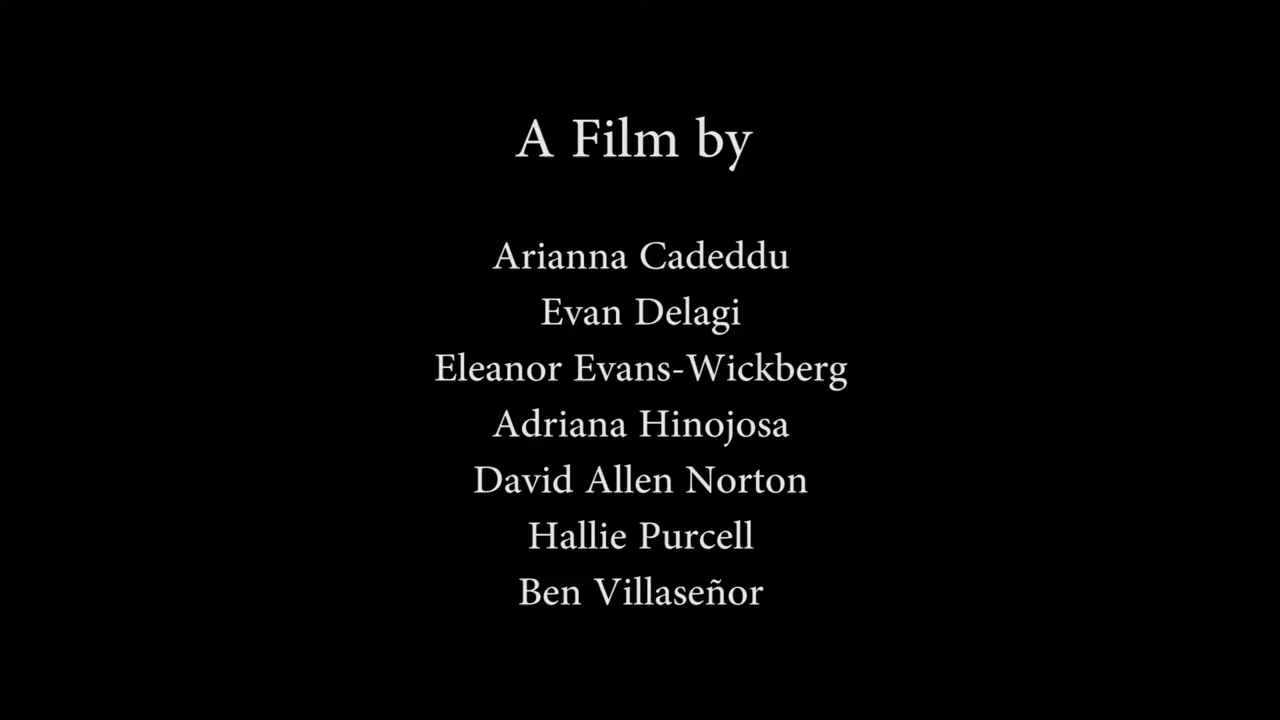 A Film by
Arianna Cadeddu
Evan Delagi
Eleanor Evans-Wickberg
Adriana Hinojosa
David Allen Norton
Hallie Purcell
Ben Villaseñor